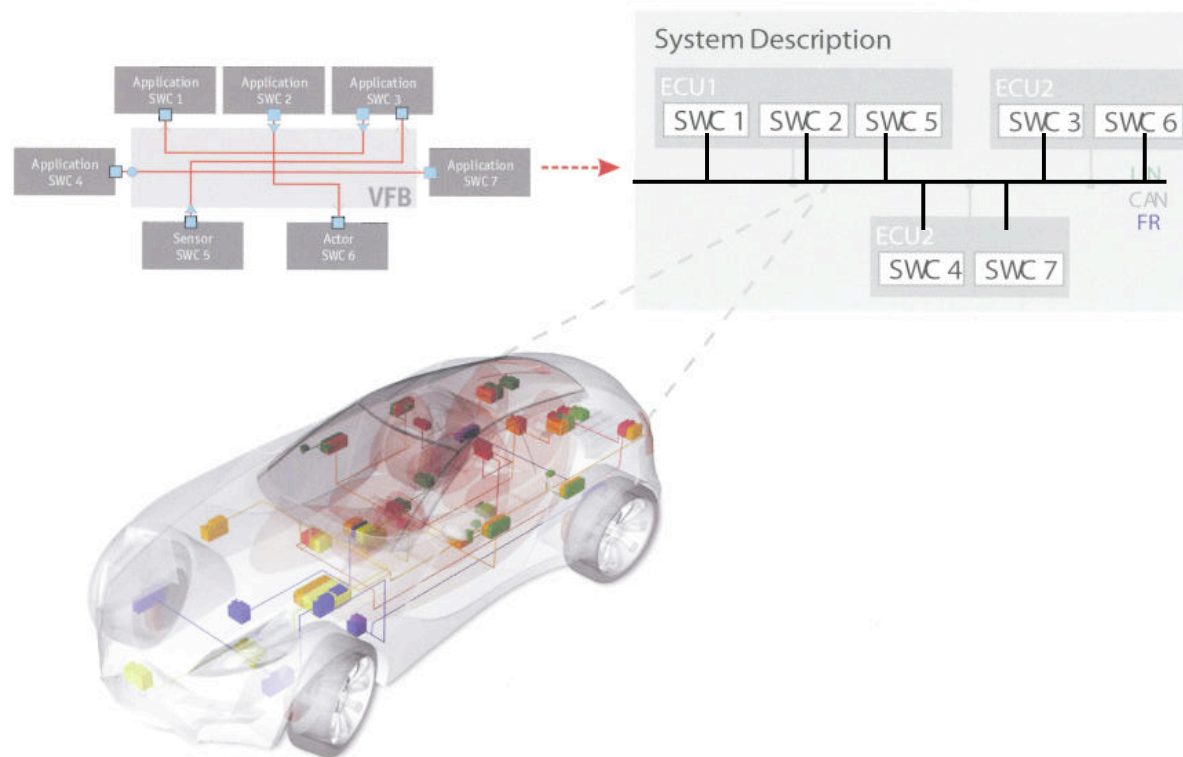 Application
SWC 1
Application
SWC 2
Application
SWC 3
Application
SWC 4
VFB
Application
SWC 7
Sensor
SWC 5
Actor
SWC 6
System Description
ECU1
SWC 1
SWC 2
SWC 5
ECU2
SWC 3
SWC 6
LIN
CAN
FR
ECU2
SWC 4
SWC 7